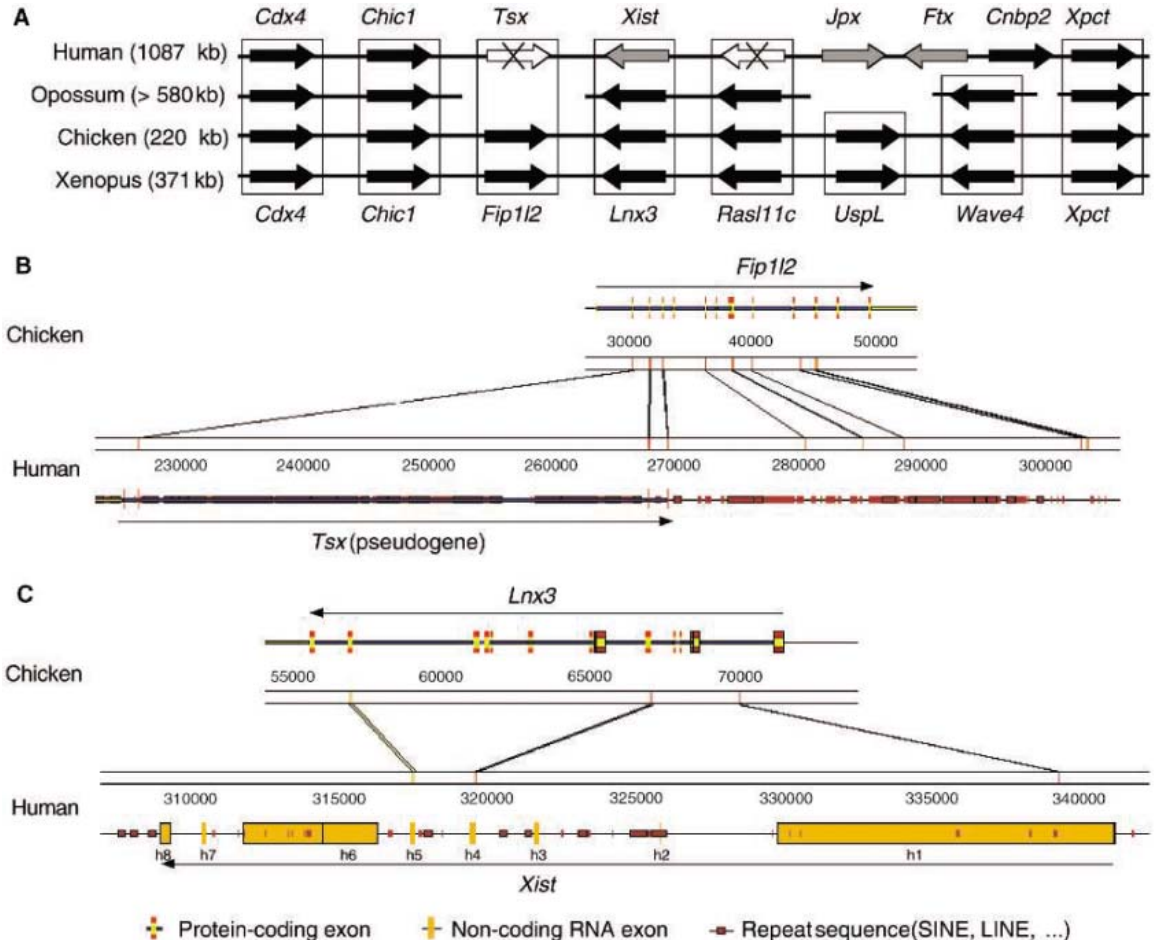 A
Cdx4 Chic1 Tsx Xist Jpx Ftx Cnbp2 Xpct
Human (1087 kb)
Opossum (> 580 kb)
Chicken (220 kb)
Xenopus (371 kb)
Cdx4 Chic1 Fip1l2 Lnx3 Rasl11c UspL Wave4 Xpct
B
Fip1l2
Chicken
30000 40000 50000
Human
230000 240000 250000 260000 270000 280000 290000 300000
Tsx (pseudogene)
C
Lnx3
Chicken
55000 60000 65000 70000
Human
310000 315000 320000 325000 330000 335000 340000
h8 h7 h6 h5 h4 h3 h2 h1
Xist
Protein-coding exon Non-coding RNA exon Repeat sequence(SINE, LINE, ...)